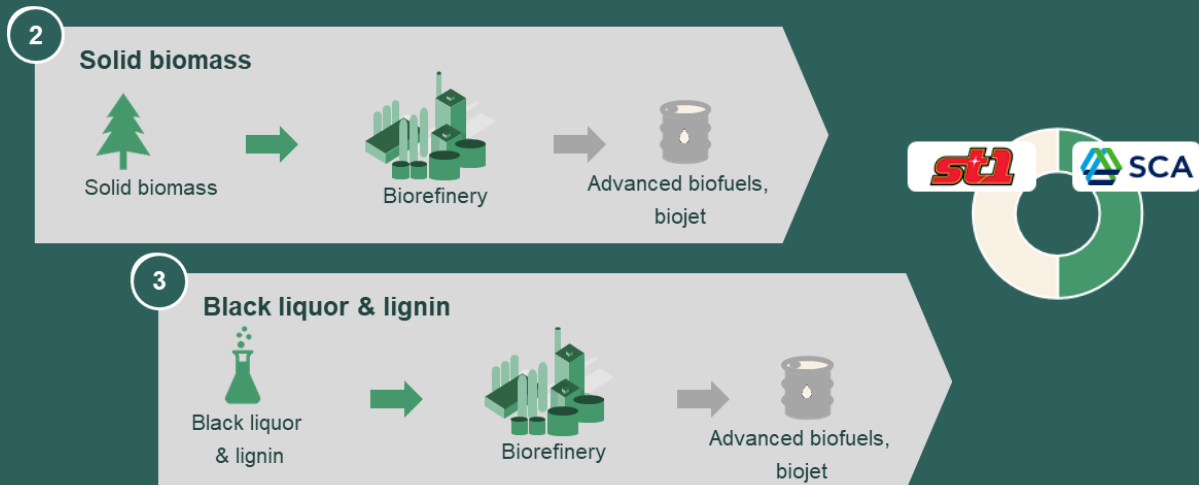 2
Solid biomass
Solid biomass
Biorefinery
Advanced biofuels,
biojet
st1
SCA
3
Black liquor & lignin
Black liquor
& lignin
Biorefinery
Advanced biofuels,
biojet